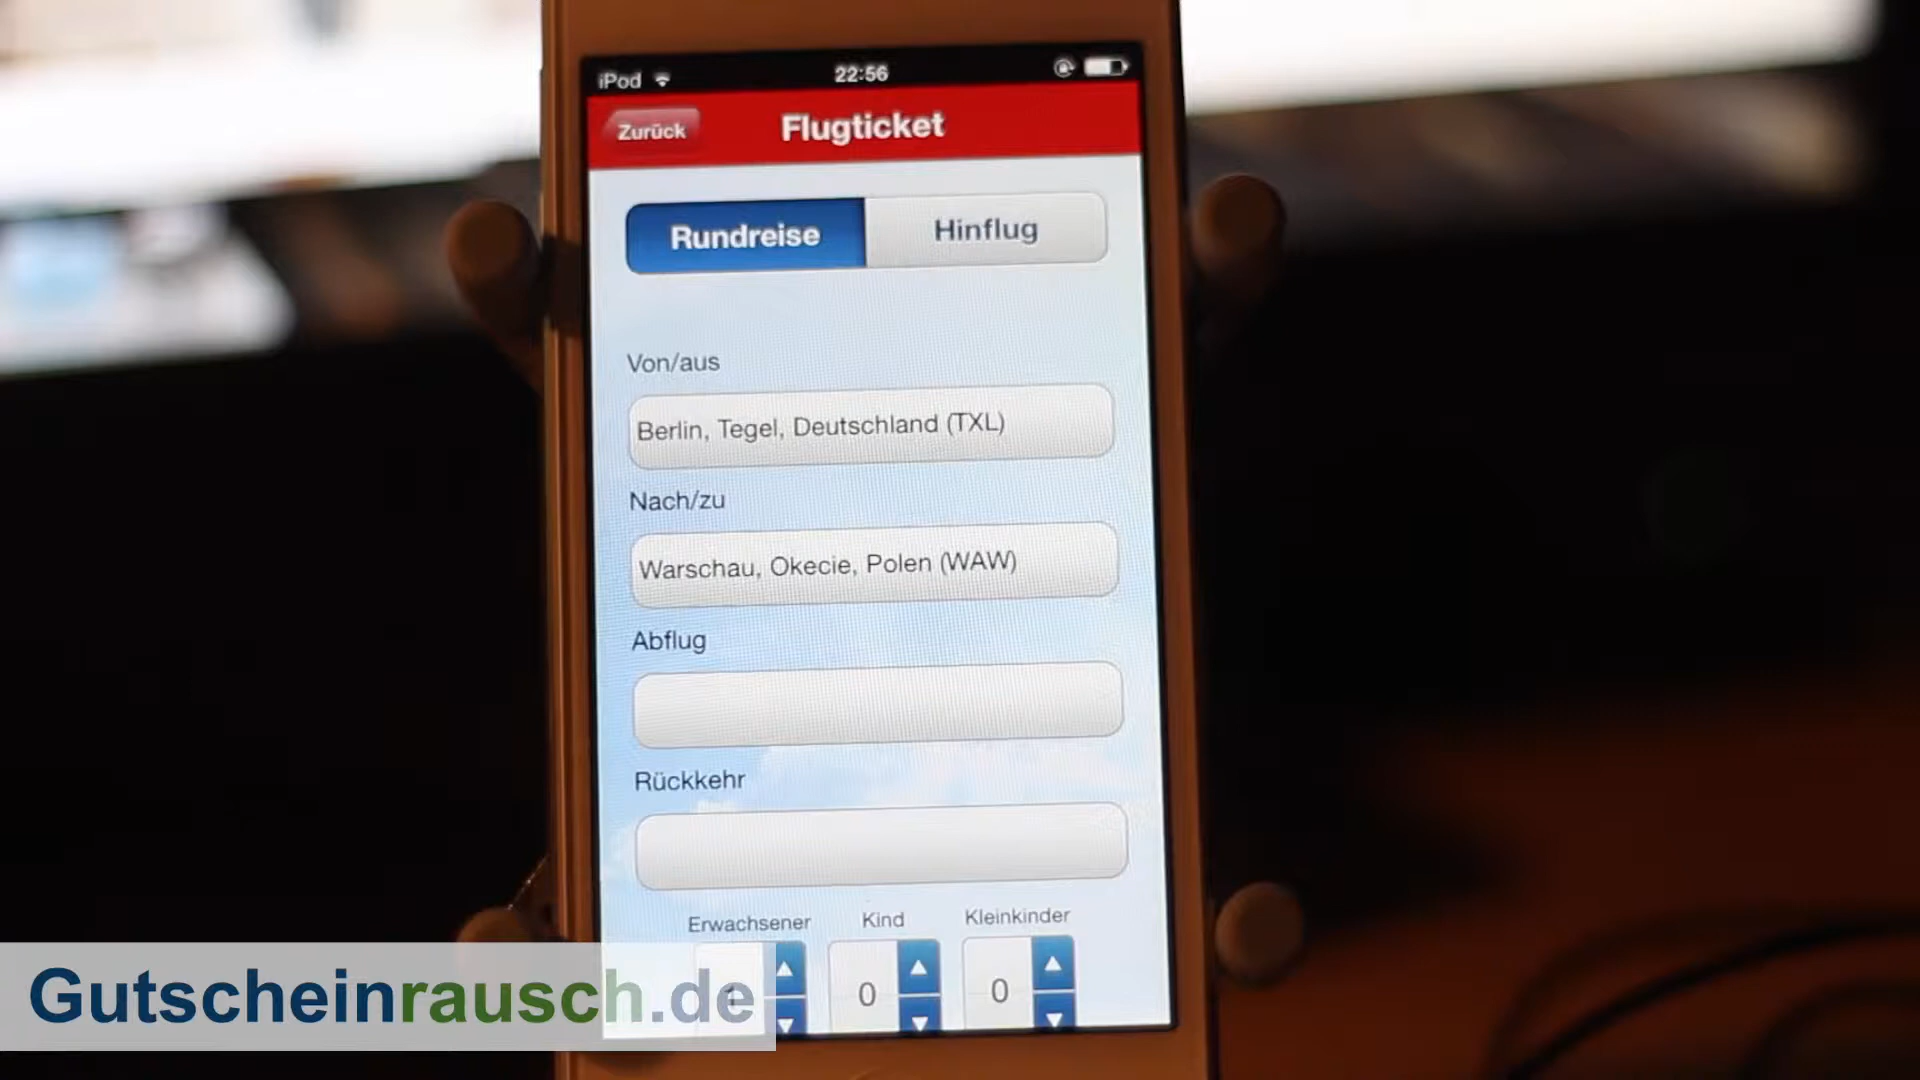 iPod 22:56
Zurück Flugticket
Rundreise Hinflug
Von/aus
Berlin, Tegel, Deutschland (TXL)
Nach/zu
Warschau, Okecie, Polen (WAW)
Abflug
Rückkehr
Erwachsener Kind Kleinkinder
1 0 0
Gutscheinrausch.de